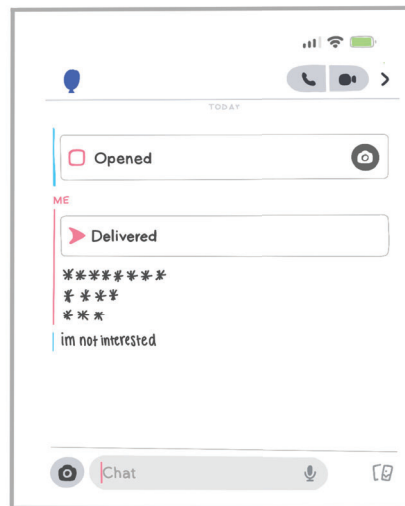 TODAY
Opened
ME
Delivered
********
****
***
im not interested
Chat